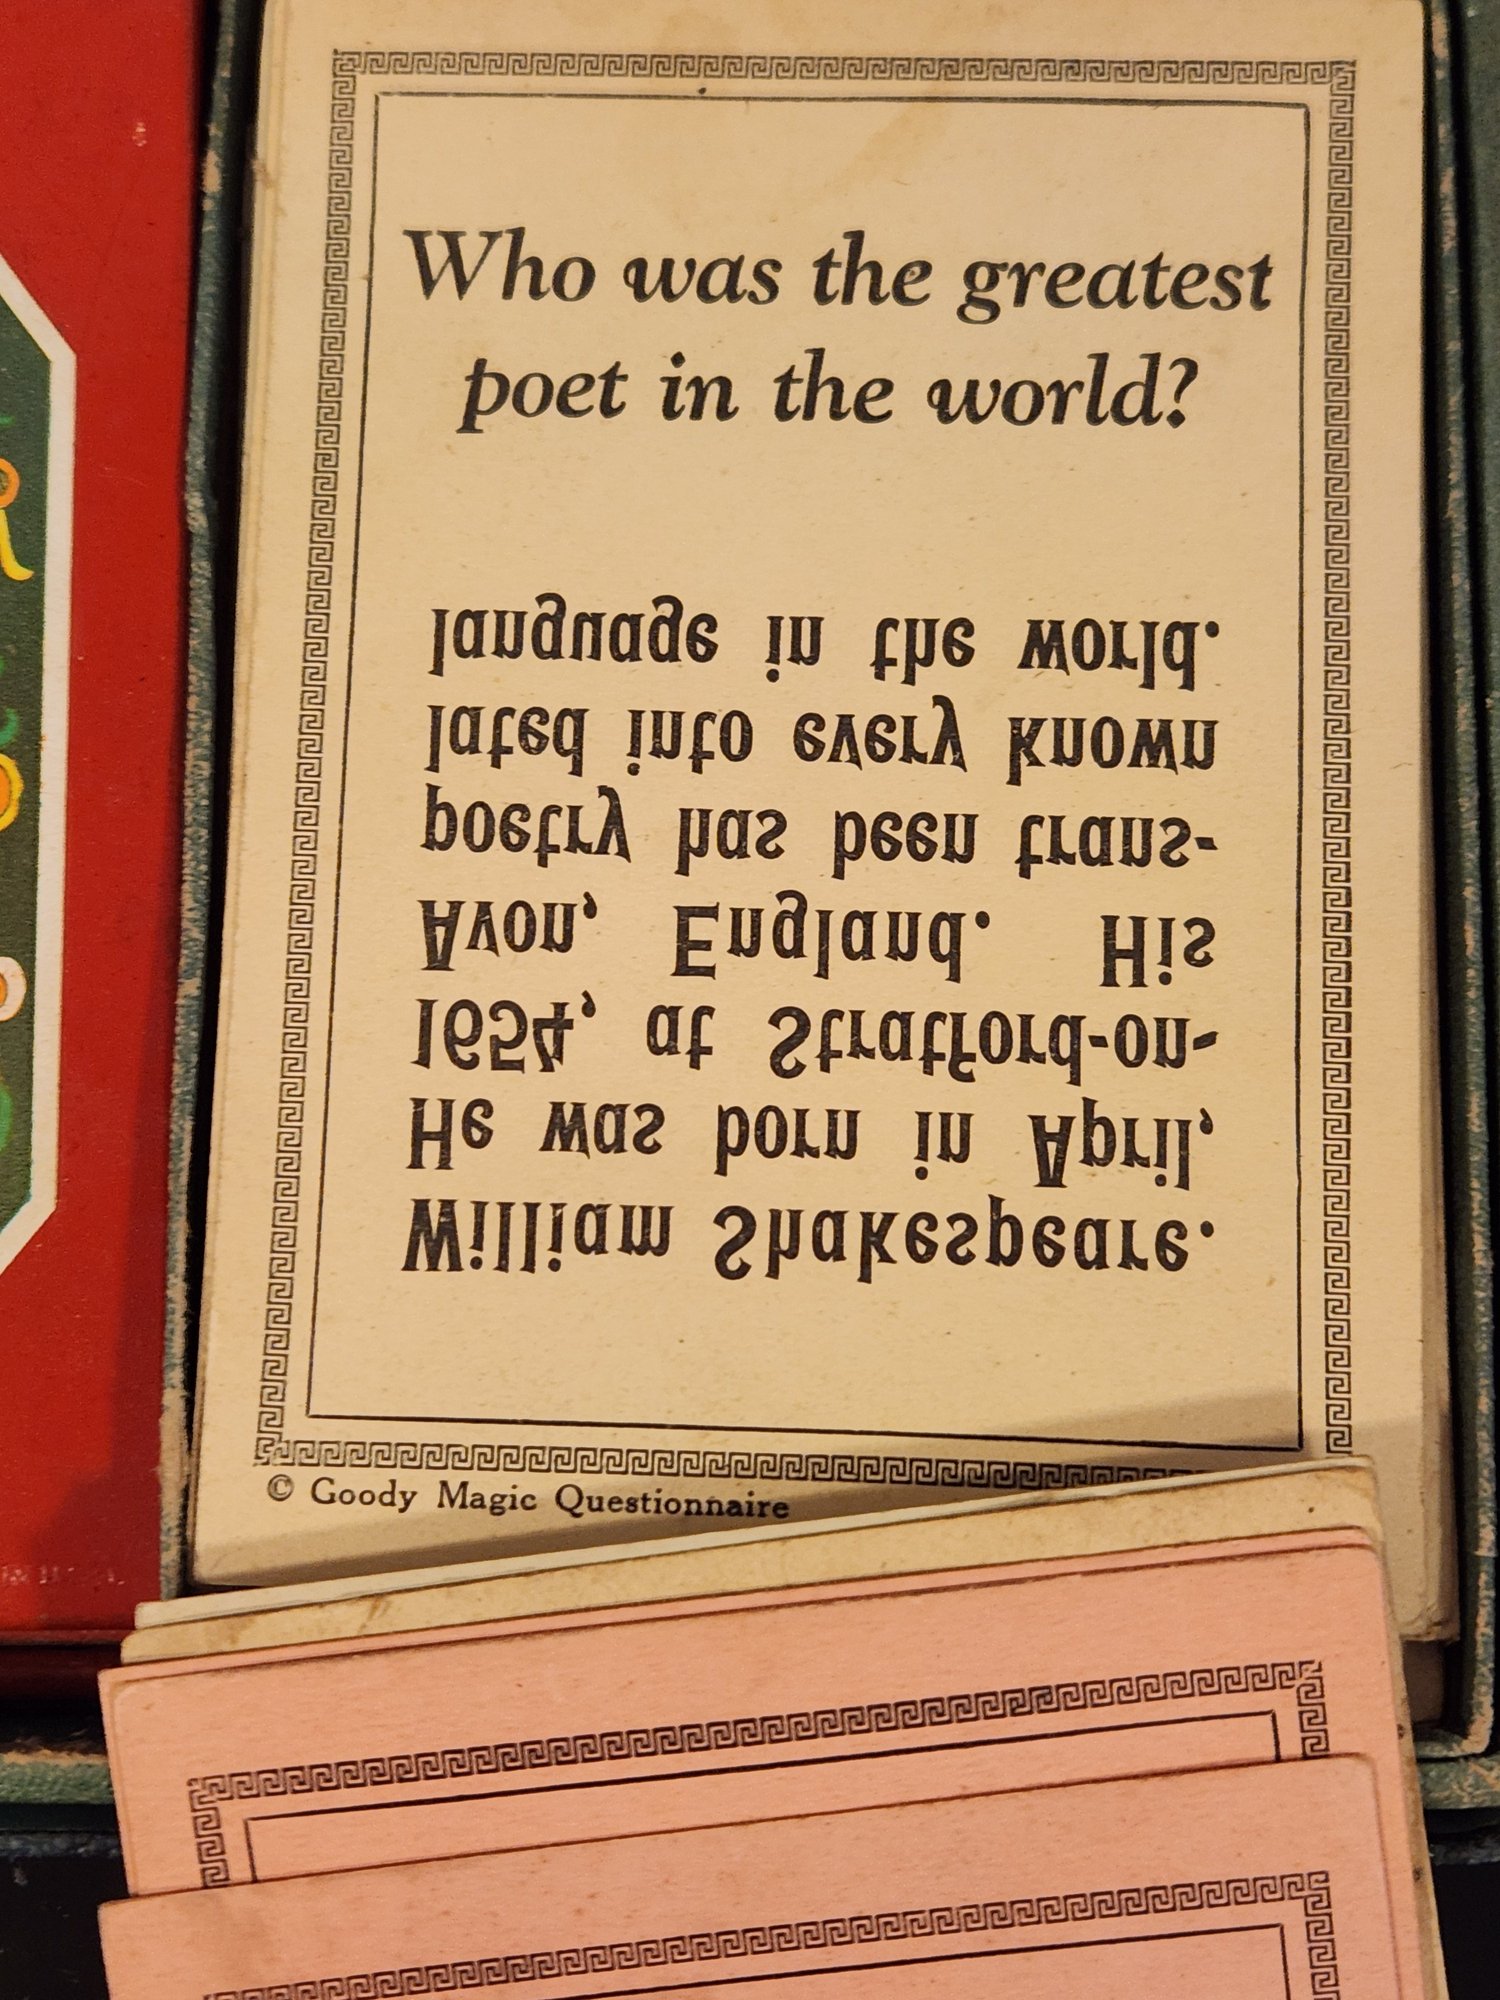 Who was the greatest
poet in the world?
William Shakespeare.
He was born in April,
1654, at Stratford-on-
Avon, England. His
poetry has been trans-
lated into every known
language in the world.
© Goody Magic Questionnaire